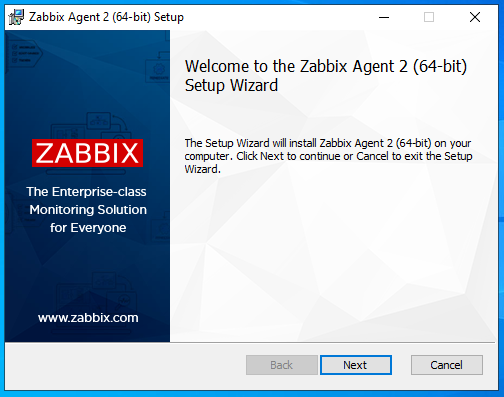 Zabbix Agent 2 (64-bit) Setup
Welcome to the Zabbix Agent 2 (64-bit)
Setup Wizard
The Setup Wizard will install Zabbix Agent 2 (64-bit) on your
computer. Click Next to continue or Cancel to exit the Setup
Wizard.
ZABBIX
The Enterprise-class
Monitoring Solution
for Everyone
www.zabbix.com
Back
Next
Cancel